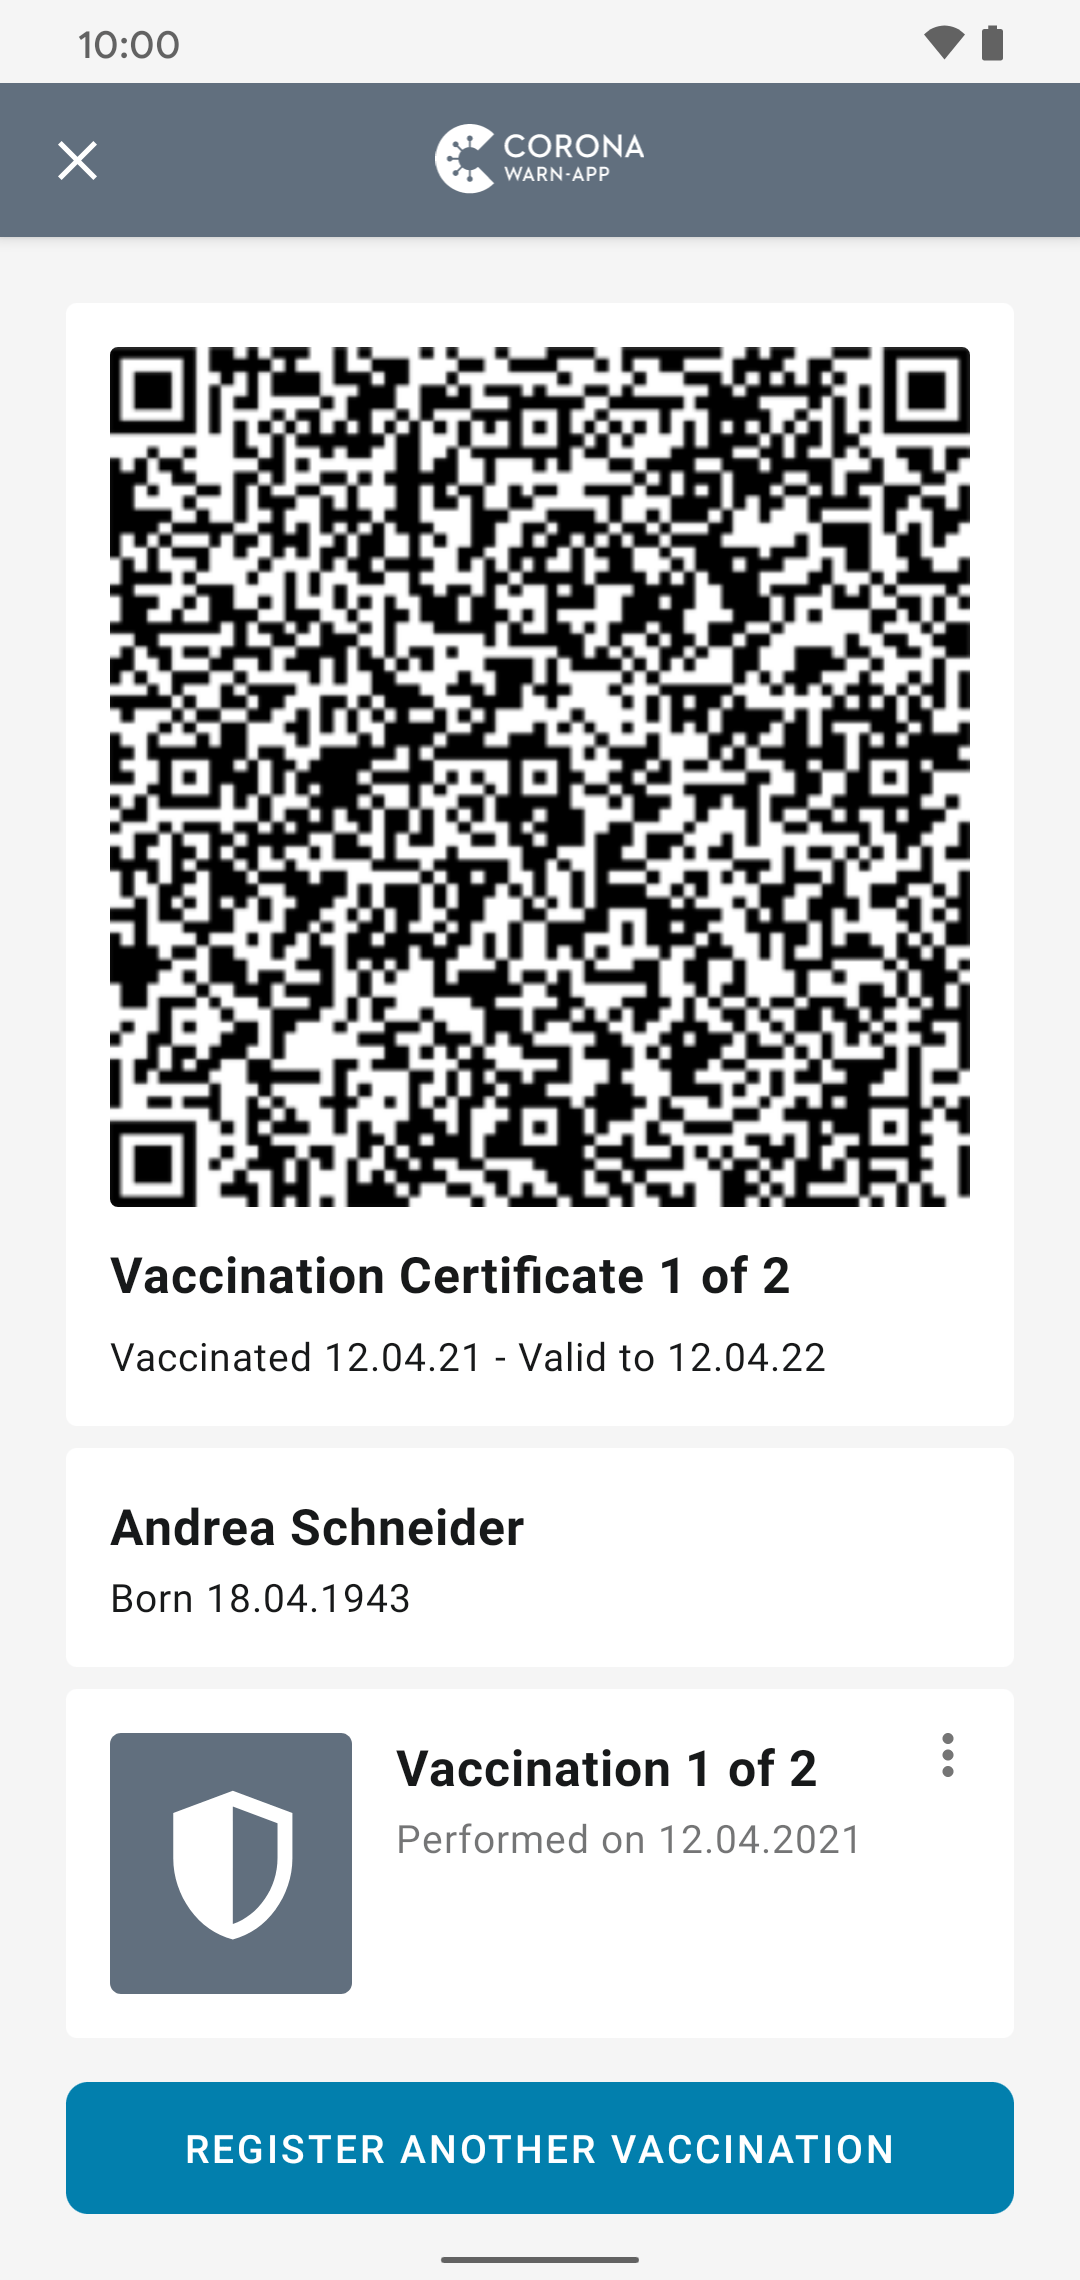 10:00
CORONA
WARN-APP
Vaccination Certificate 1 of 2
Vaccinated 12.04.21 - Valid to 12.04.22
Andrea Schneider
Born 18.04.1943
Vaccination 1 of 2
Performed on 12.04.2021
REGISTER ANOTHER VACCINATION